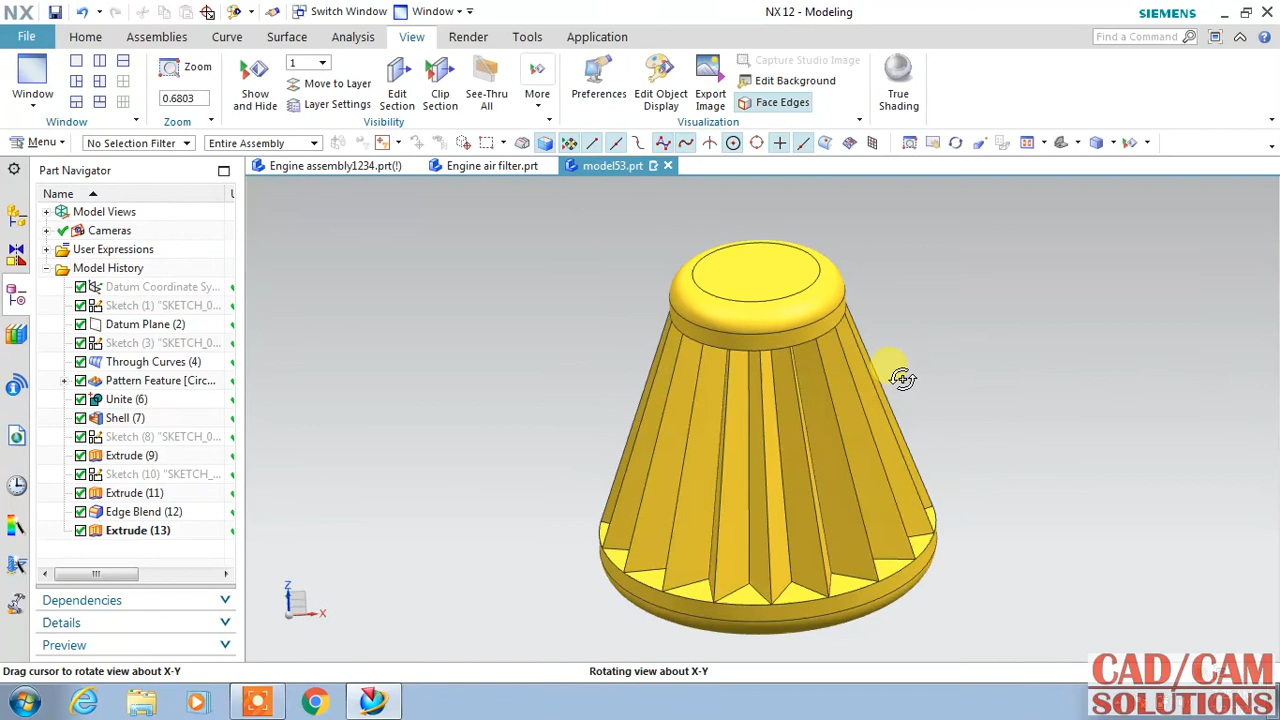 NX
Switch Window
Window
NX 12 - Modeling
SIEMENS
File
Home
Assemblies
Curve
Surface
Analysis
View
Render
Tools
Application
Find a Command
Window
Window
Zoom
0.6803
Zoom
Show and Hide
1
Move to Layer
Layer Settings
Edit Section
Clip Section
See-Thru All
More
Visibility
Preferences
Edit Object Display
Export Image
Capture Studio Image
Edit Background
Face Edges
Visualization
True Shading
Menu
No Selection Filter
Entire Assembly
Engine assembly1234.prt(!)
Engine air filter.prt
model53.prt
Part Navigator
Name
U
Model Views
Cameras
User Expressions
Model History
Datum Coordinate Sy...
Sketch (1) "SKETCH_0...
Datum Plane (2)
Sketch (3) "SKETCH_0...
Through Curves (4)
Pattern Feature [Circ...
Unite (6)
Shell (7)
Sketch (8) "SKETCH_0...
Extrude (9)
Sketch (10) "SKETCH_...
Extrude (11)
Edge Blend (12)
Extrude (13)
Dependencies
Details
Preview
Z
X
Drag cursor to rotate view about X-Y
Rotating view about X-Y
CAD/CAM
SOLUTIONS